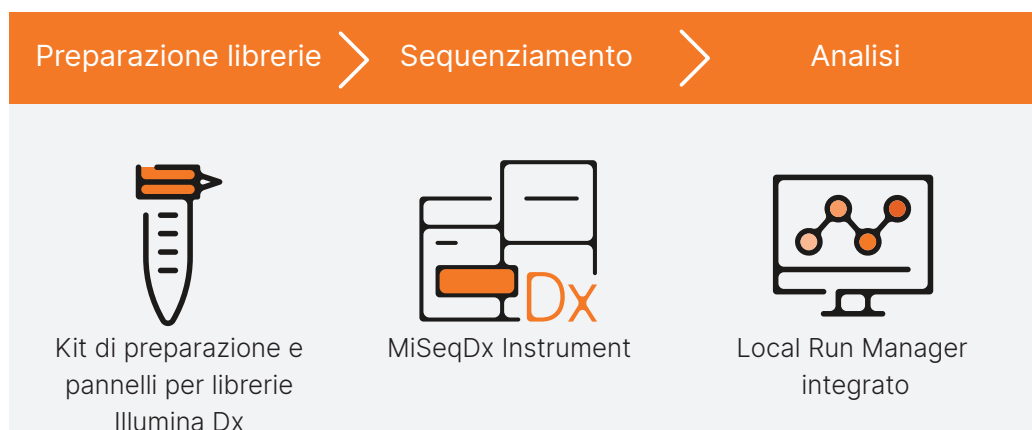 Preparazione librerie
Sequenziamento
Analisi
Dx
Kit di preparazione e
pannelli per librerie
Illumina Dx
MiSeqDx Instrument
Local Run Manager
integrato